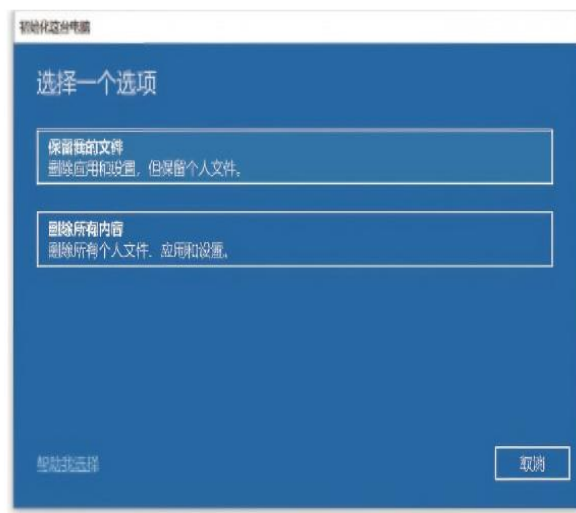 初始化这台电脑
选择一个选项
保留我的文件
删除应用和设置，但保留个人文件。
删除所有内容
删除所有个人文件、应用和设置。
帮助我选择
取消